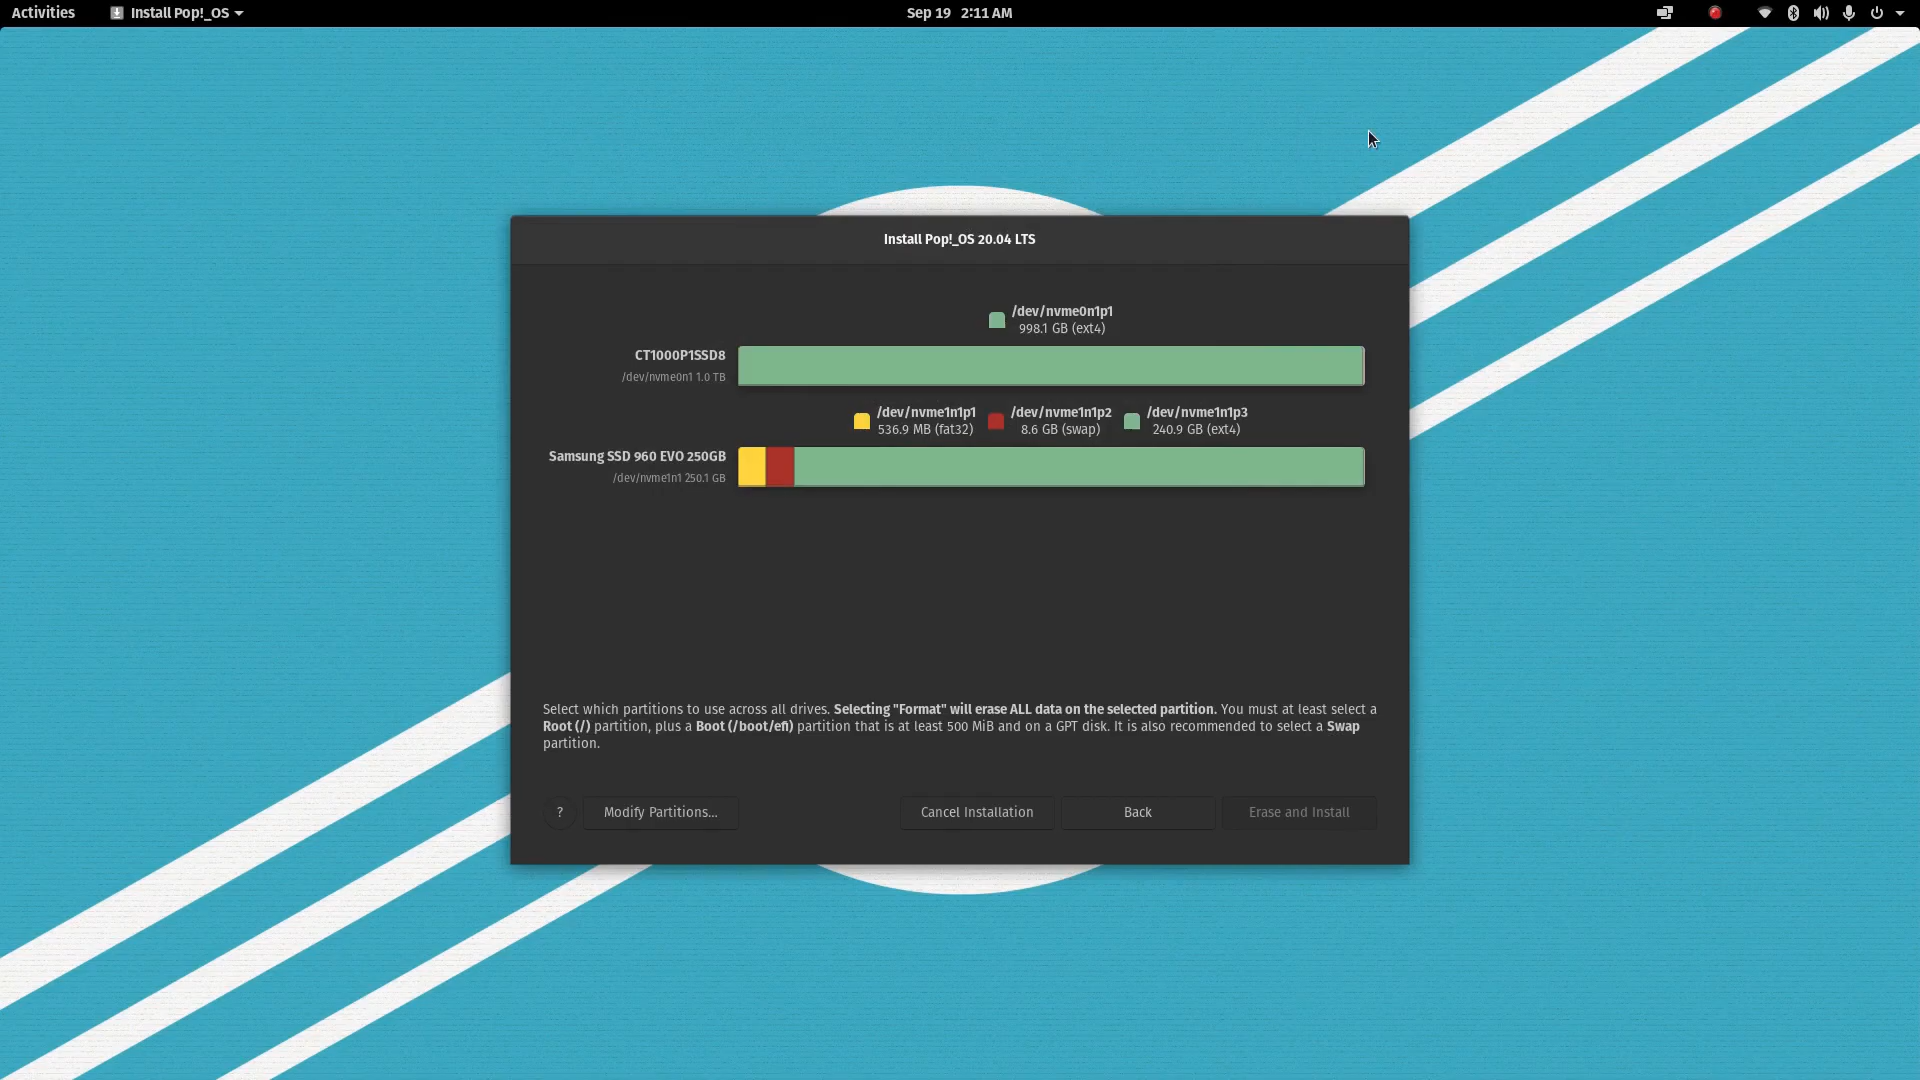 Activities
Install Pop!_OS
Sep 19 2:11 AM
Install Pop!_OS 20.04 LTS
/dev/nvme0n1p1
998.1 GB (ext4)
CT1000P1SSD8
/dev/nvme0n1 1.0 TB
/dev/nvme1n1p1
536.9 MB (fat32)
/dev/nvme1n1p2
8.6 GB (swap)
/dev/nvme1n1p3
240.9 GB (ext4)
Samsung SSD 960 EVO 250GB
/dev/nvme1n1 250.1 GB
Select which partitions to use across all drives. Selecting "Format" will erase ALL data on the selected partition. You must at least select a
Root (/) partition, plus a Boot (/boot/efi) partition that is at least 500 MiB and on a GPT disk. It is also recommended to select a Swap
partition.
?
Modify Partitions...
Cancel Installation
Back
Erase and Install